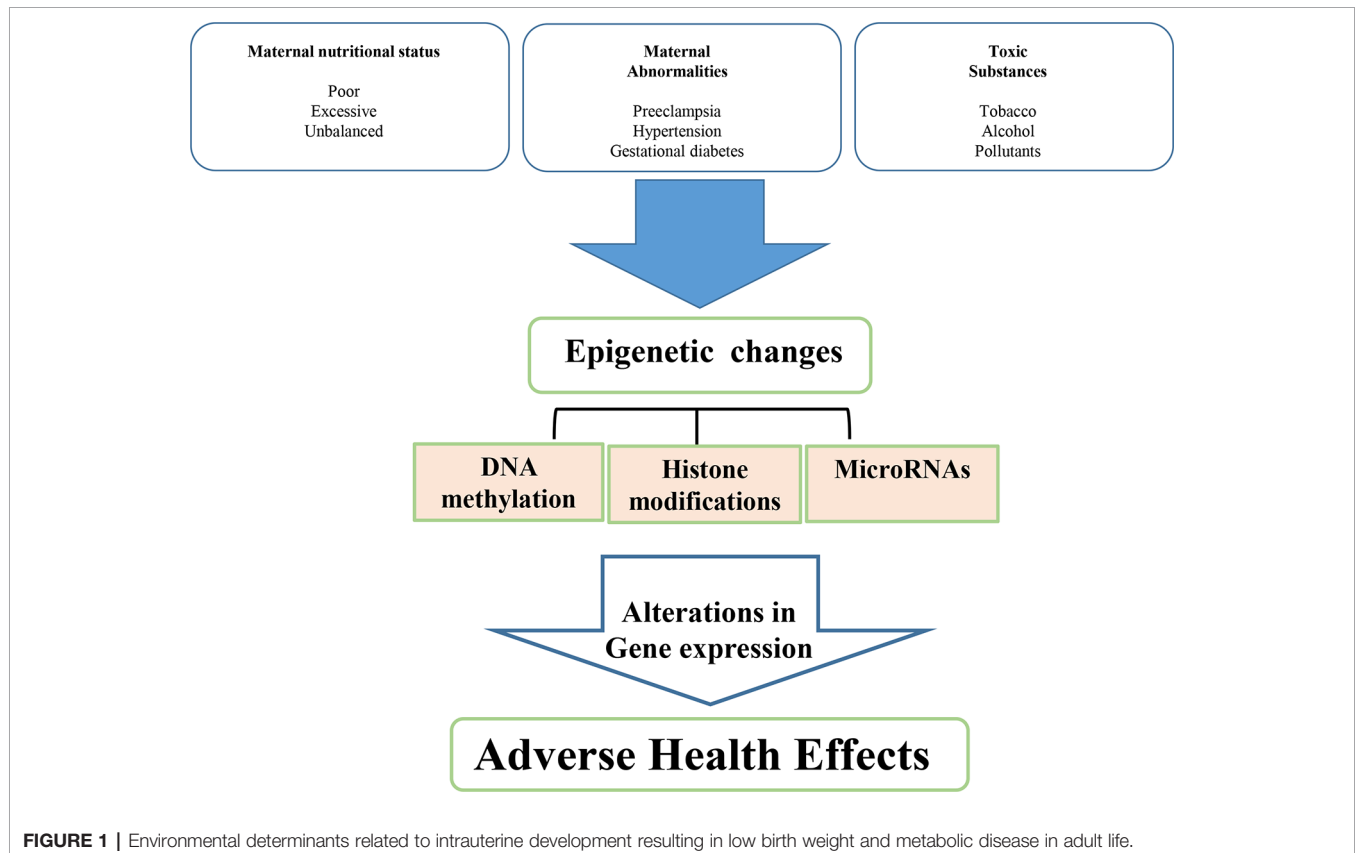 Maternal nutritional status
Poor
Excessive
Unbalanced
Maternal
Abnormalities
Preeclampsia
Hypertension
Gestational diabetes
Toxic
Substances
Tobacco
Alcohol
Pollutants
Epigenetic changes
DNA
methylation
Histone
modifications
MicroRNAs
Alterations in
Gene expression
Adverse Health Effects
FIGURE 1 | Environmental determinants related to intrauterine development resulting in low birth weight and metabolic disease in adult life.